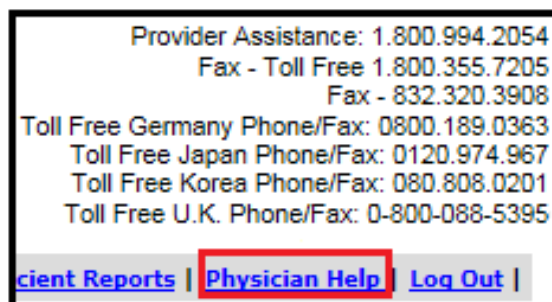 Provider Assistance: 1.800.994.2054
Fax - Toll Free 1.800.355.7205
Fax - 832.320.3908
Toll Free Germany Phone/Fax: 0800.189.0363
Toll Free Japan Phone/Fax: 0120.974.967
Toll Free Korea Phone/Fax: 080.808.0201
Toll Free U.K. Phone/Fax: 0-800-088-5395
cient Reports | Physician Help | Log Out |